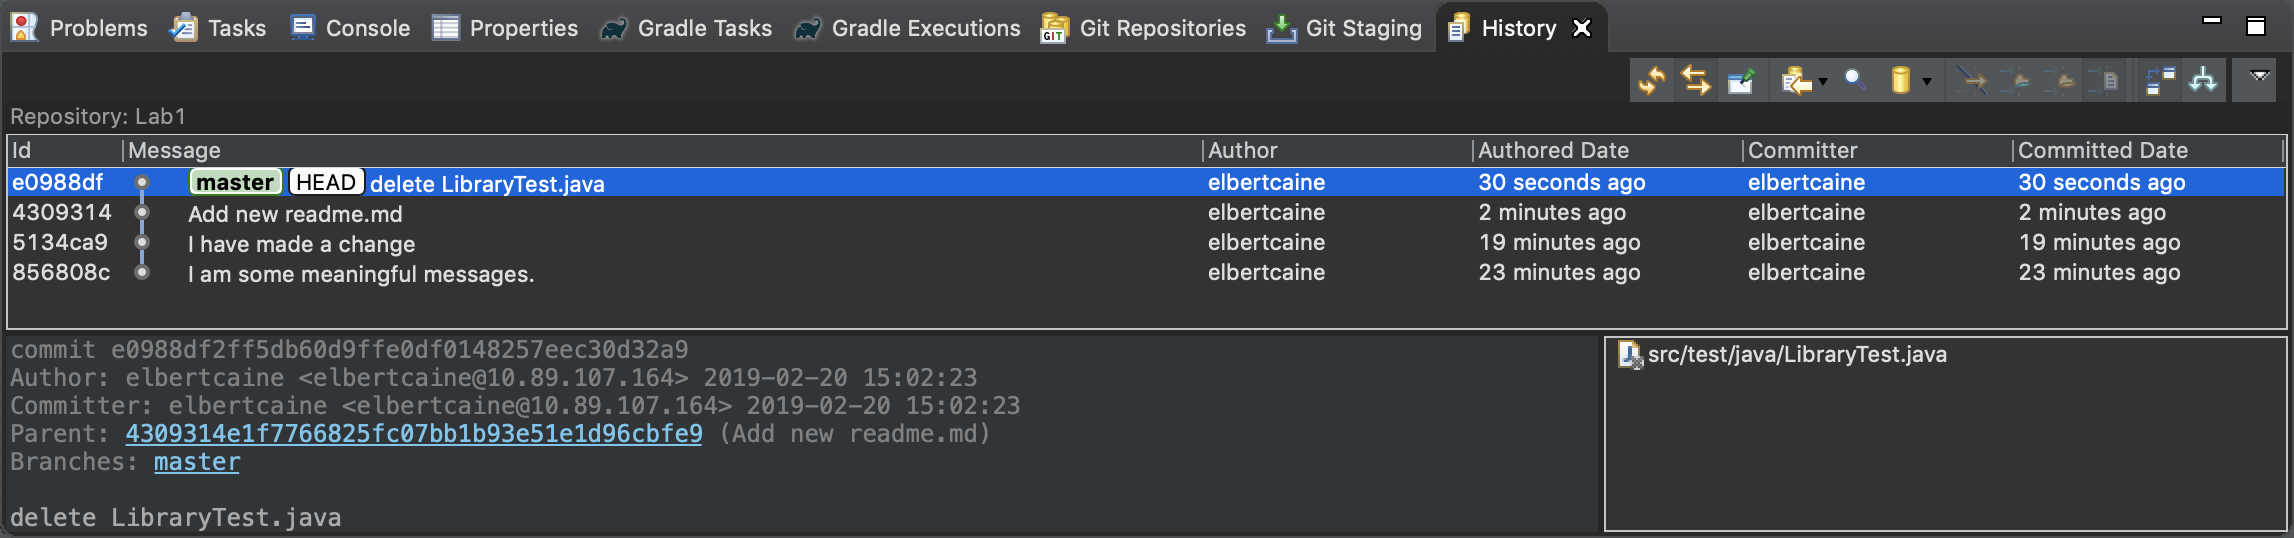 Problems Tasks Console Properties Gradle Tasks Gradle Executions GIT Git Repositories Git Staging History
Repository: Lab1
Id Message Author Authored Date Committer Committed Date
e0988df master HEAD delete LibraryTest.java elbertcaine 30 seconds ago elbertcaine 30 seconds ago
4309314 Add new readme.md elbertcaine 2 minutes ago elbertcaine 2 minutes ago
5134ca9 I have made a change elbertcaine 19 minutes ago elbertcaine 19 minutes ago
856808c I am some meaningful messages. elbertcaine 23 minutes ago elbertcaine 23 minutes ago
commit e0988df2ff5db60d9ffe0df0148257eec30d32a9
Author: elbertcaine <elbertcaine@10.89.107.164> 2019-02-20 15:02:23
Committer: elbertcaine <elbertcaine@10.89.107.164> 2019-02-20 15:02:23
Parent: 4309314e1f7766825fc07bb1b93e51e1d96cbfe9 (Add new readme.md)
Branches: master
delete LibraryTest.java
src/test/java/LibraryTest.java